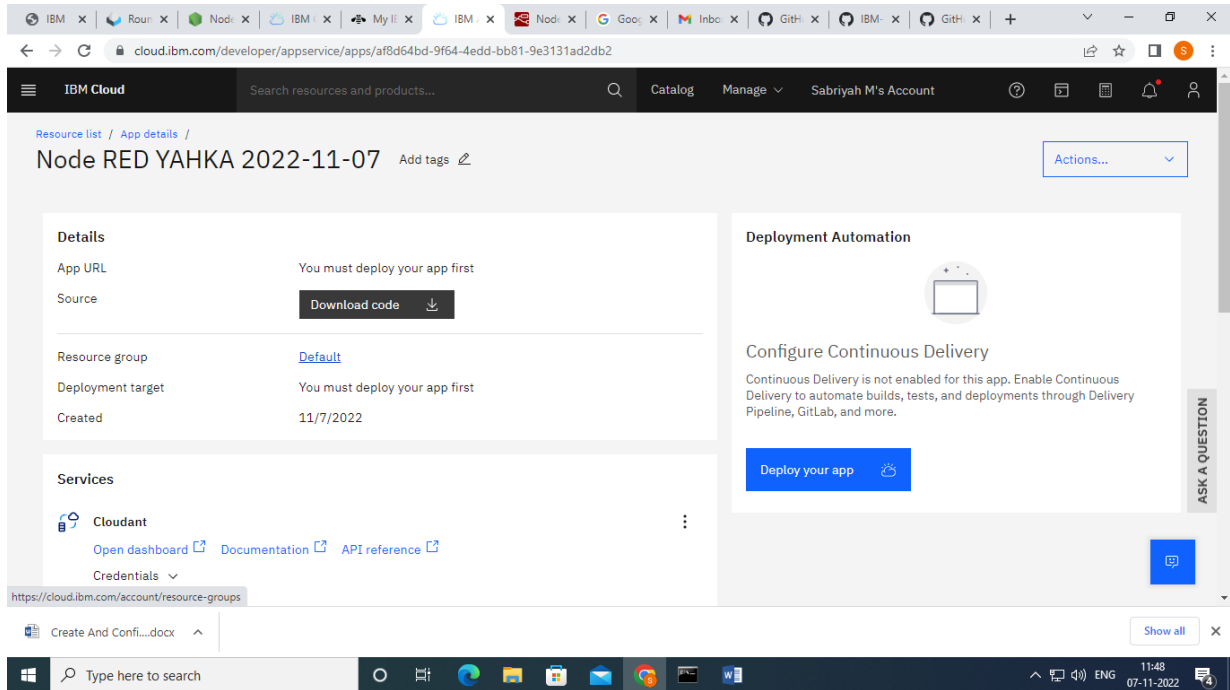 IBM
Roun
Node
IBM
My IE
IBM
Node
Goog
Inbo
GitH
IBM-
GitH
cloud.ibm.com/developer/appservice/apps/af8d64bd-9f64-4edd-bb81-9e3131ad2db2
S
IBM Cloud
Search resources and products...
Catalog
Manage
Sabriyah M's Account
Resource list / App details /
Node RED YAHKA 2022-11-07
Add tags
Actions...
Details
App URL
You must deploy your app first
Source
Download code
Resource group
Default
Deployment target
You must deploy your app first
Created
11/7/2022
Services
Cloudant
Open dashboard
Documentation
API reference
Credentials
Deployment Automation
Configure Continuous Delivery
Continuous Delivery is not enabled for this app. Enable Continuous
Delivery to automate builds, tests, and deployments through Delivery
Pipeline, GitLab, and more.
Deploy your app
ASK A QUESTION
https://cloud.ibm.com/account/resource-groups
Create And Confi....docx
Show all
Type here to search
ENG
11:48
07-11-2022
4